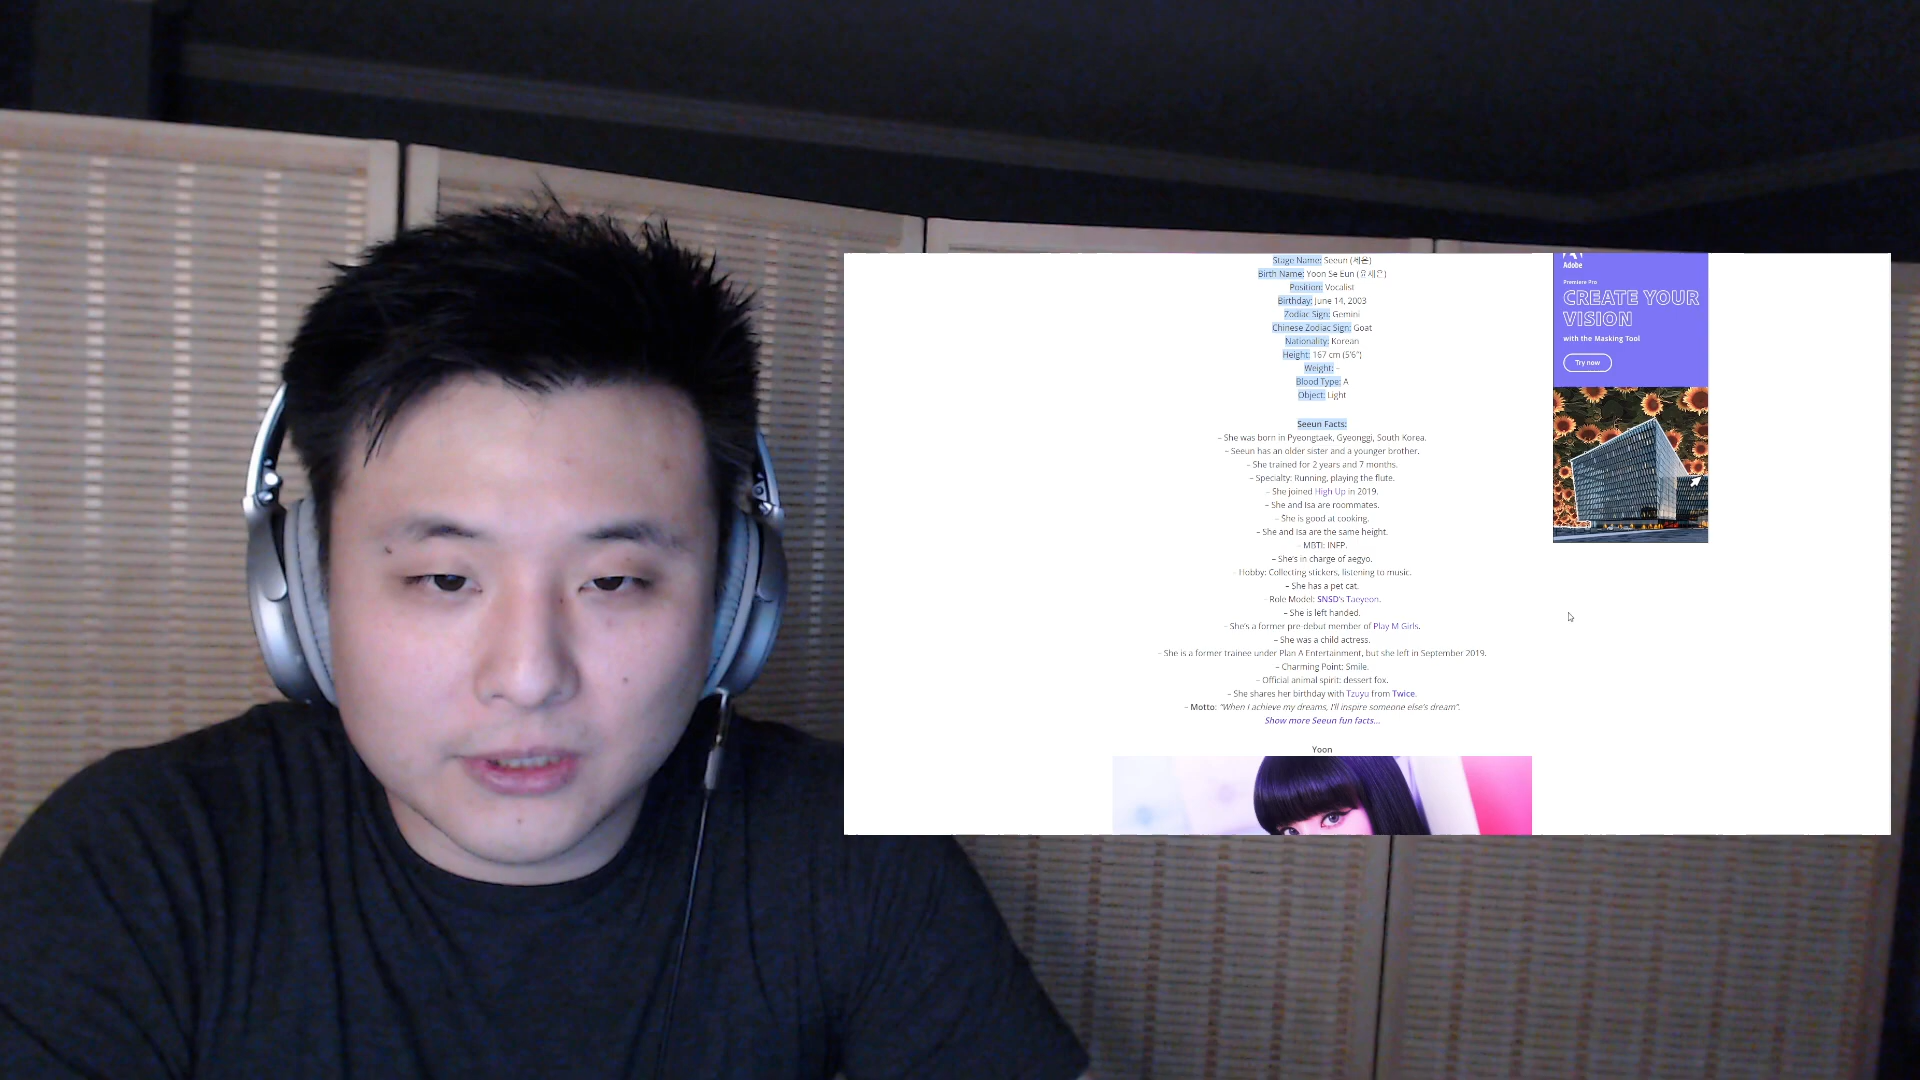 Stage Name: Seeun (세은)
Birth Name: Yoon Se Eun (윤세은)
Position: Vocalist
Birthday: June 14, 2003
Zodiac Sign: Gemini
Chinese Zodiac Sign: Goat
Nationality: Korean
Height: 167 cm (5'6")
Weight: –
Blood Type: A
Object: Light
Seeun Facts:
– She was born in Pyeongtaek, Gyeonggi, South Korea.
– Seeun has an older sister and a younger brother.
– She trained for 2 years and 7 months.
– Specialty: Running, playing the flute.
– She joined High Up in 2019.
– She and Isa are roommates.
– She is good at cooking.
– She and Isa are the same height.
– MBTI: INFP.
– She's in charge of aegyo.
– Hobby: Collecting stickers, listening to music.
– She has a pet cat.
– Role Model: SNSD's Taeyeon.
– She is left handed.
– She's a former pre-debut member of Play M Girls.
– She was a child actress.
– She is a former trainee under Plan A Entertainment, but she left in September 2019.
– Charming Point: Smile.
– Official animal spirit: dessert fox.
– She shares her birthday with Tzuyu from Twice.
– Motto: “When I achieve my dreams, I'll inspire someone else's dream”.
Show more Seeun fun facts…
Yoon
Adobe
Premiere Pro
CREATE YOUR
VISION
with the Masking Tool
Try now